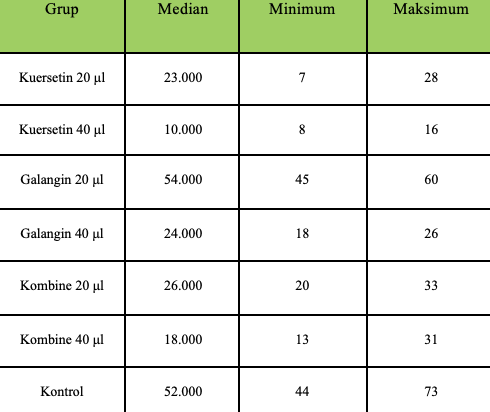 Grup Median Minimum Maksimum
Kuersetin 20 µl 23.000 7 28
Kuersetin 40 µl 10.000 8 16
Galangin 20 µl 54.000 45 60
Galangin 40 µl 24.000 18 26
Kombine 20 µl 26.000 20 33
Kombine 40 µl 18.000 13 31
Kontrol 52.000 44 73